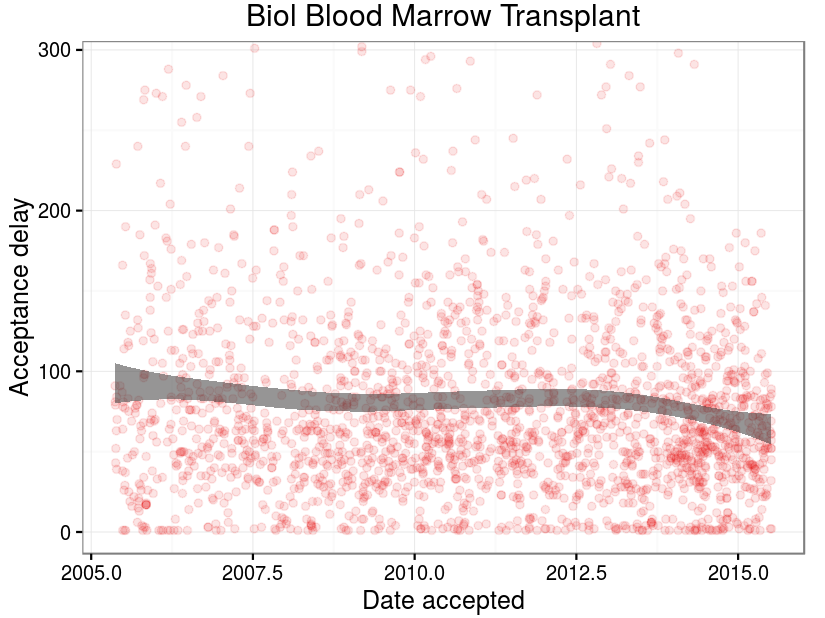 Biol Blood Marrow Transplant
300
200
100
0
Acceptance delay
2005.0 2007.5 2010.0 2012.5 2015.0
Date accepted